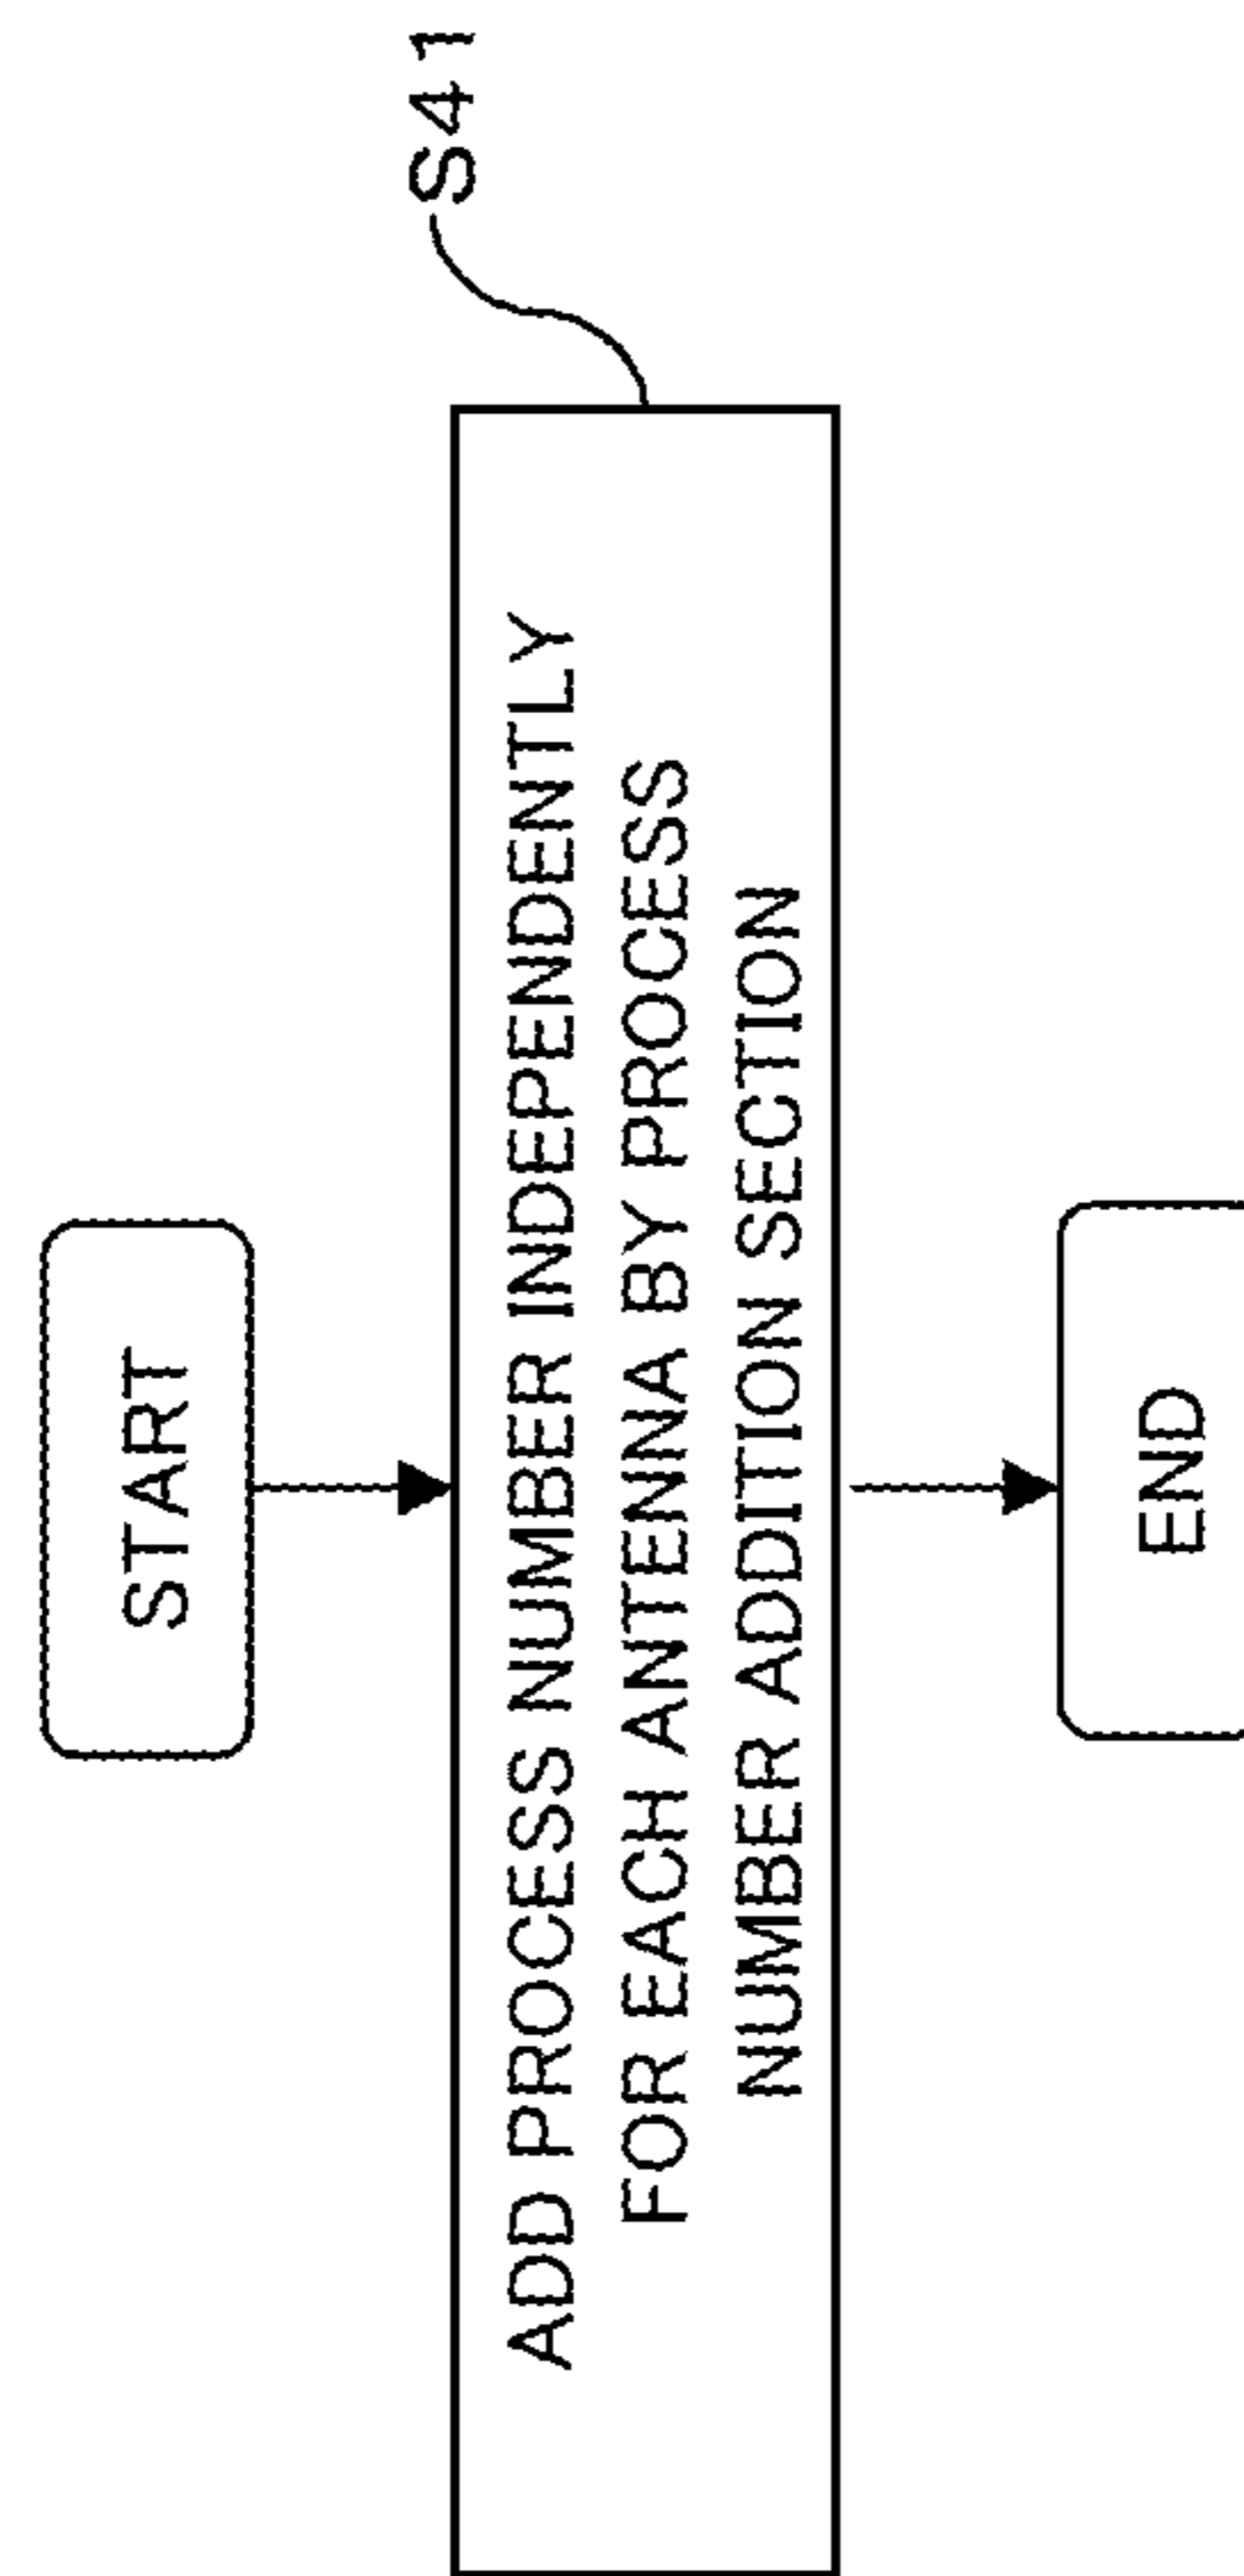 START
S41
ADD PROCESS NUMBER INDEPENDENTLY
FOR EACH ANTENNA BY PROCESS
NUMBER ADDITION SECTION
END